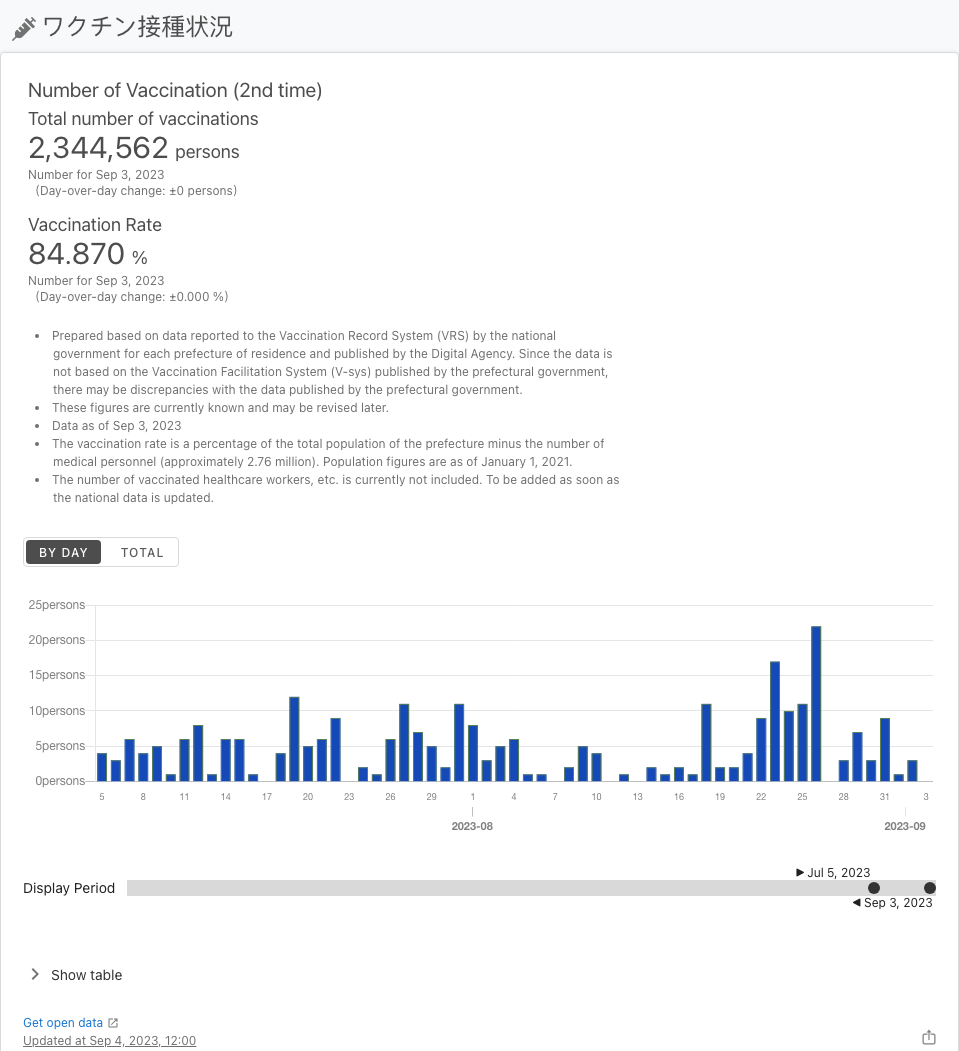 ワクチン接種状況
Number of Vaccination (2nd time)
Total number of vaccinations
2,344,562 persons
Number for Sep 3, 2023
(Day-over-day change: ±0 persons)
Vaccination Rate
84.870 %
Number for Sep 3, 2023
(Day-over-day change: ±0.000 %)
• Prepared based on data reported to the Vaccination Record System (VRS) by the national
government for each prefecture of residence and published by the Digital Agency. Since the data is
not based on the Vaccination Facilitation System (V-sys) published by the prefectural government,
there may be discrepancies with the data published by the prefectural government.
• These figures are currently known and may be revised later.
• Data as of Sep 3, 2023
• The vaccination rate is a percentage of the total population of the prefecture minus the number of
medical personnel (approximately 2.76 million). Population figures are as of January 1, 2021.
• The number of vaccinated healthcare workers, etc. is currently not included. To be added as soon as
the national data is updated.
BY DAY TOTAL
25persons
20persons
15persons
10persons
5persons
0persons
5 8 11 14 17 20 23 26 29 1 4 7 10 13 16 19 22 25 28 31 3
2023-08 2023-09
Jul 5, 2023
Display Period
Sep 3, 2023
Show table
Get open data
Updated at Sep 4, 2023, 12:00